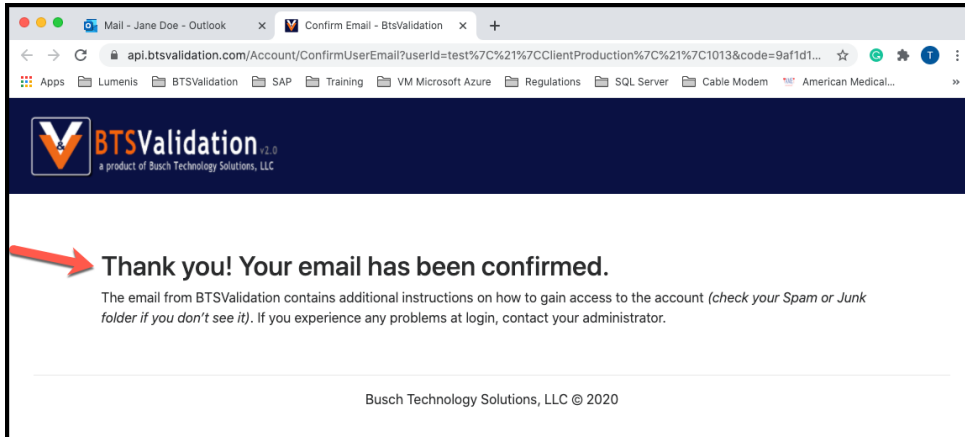 Mail - Jane Doe - Outlook
Confirm Email - BtsValidation
api.btsvalidation.com/Account/ConfirmUserEmail?userId=test%7C%21%7CClientProduction%7C%21%7C1013&code=9af1d1...
T
Apps Lumenis BTSValidation SAP Training VM Microsoft Azure Regulations SQL Server Cable Modem American Medical... »
V&
BTSValidation v2.0
a product of Busch Technology Solutions, LLC
Thank you! Your email has been confirmed.
The email from BTSValidation contains additional instructions on how to gain access to the account (check your Spam or Junk
folder if you don't see it). If you experience any problems at login, contact your administrator.
Busch Technology Solutions, LLC © 2020